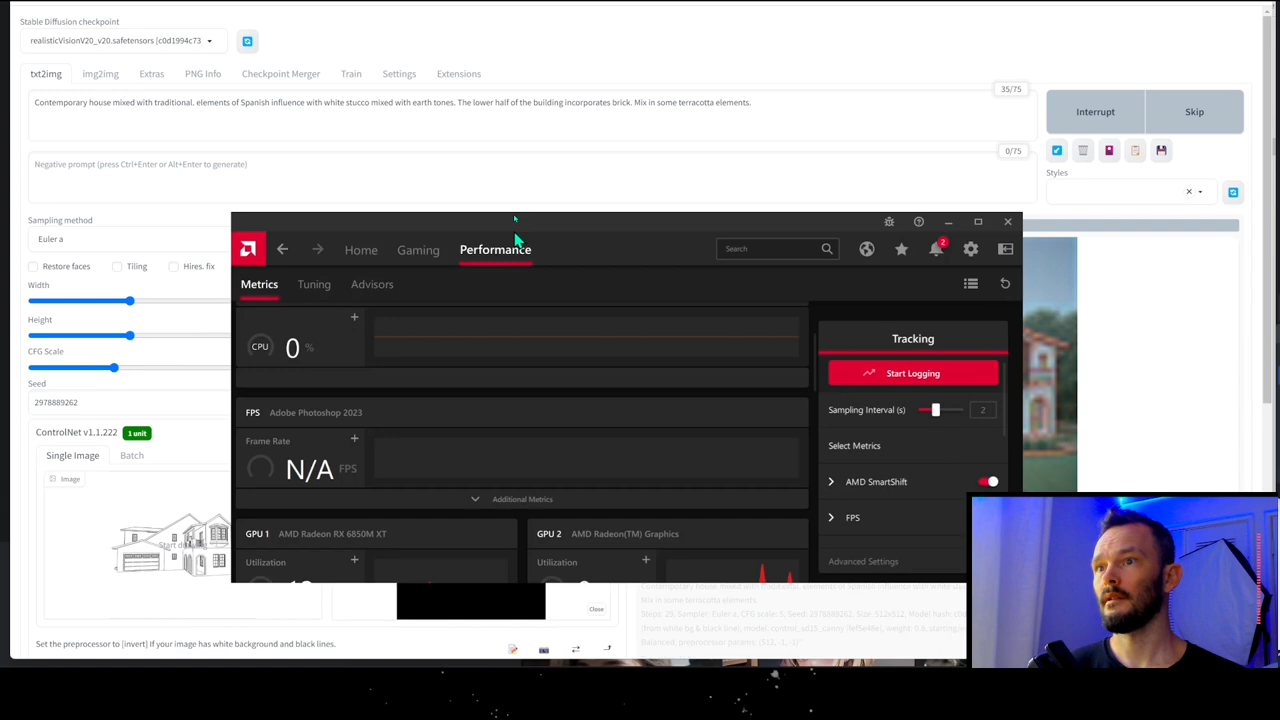 Stable Diffusion checkpoint
realisticVisionV20_v20.safetensors [c0d1994c73
txt2img img2img Extras PNG Info Checkpoint Merger Train Settings Extensions
35/75
Contemporary house mixed with traditional. elements of Spanish influence with white stucco mixed with earth tones. The lower half of the building incorporates brick. Mix in some terracotta elements.
Interrupt Skip
0/75
Negative prompt (press Ctrl+Enter or Alt+Enter to generate)
Styles
Sampling method
Euler a
Restore faces Tiling Hires. fix
Width
Height
CFG Scale
Seed
2978889262
ControlNet v1.1.222 1 unit
Single Image Batch
Image
Home Gaming Performance
Search
2
Metrics Tuning Advisors
CPU 0 %
FPS Adobe Photoshop 2023
Frame Rate
N/A FPS
Additional Metrics
GPU 1 AMD Radeon RX 6850M XT
Utilization
GPU 2 AMD Radeon(TM) Graphics
Utilization
Tracking
Start Logging
Sampling Interval (s) 2
Select Metrics
AMD SmartShift
FPS
Advanced Settings
Close
Mix in some terracotta elements.
Set the preprocessor to [invert] If your image has white background and black lines.